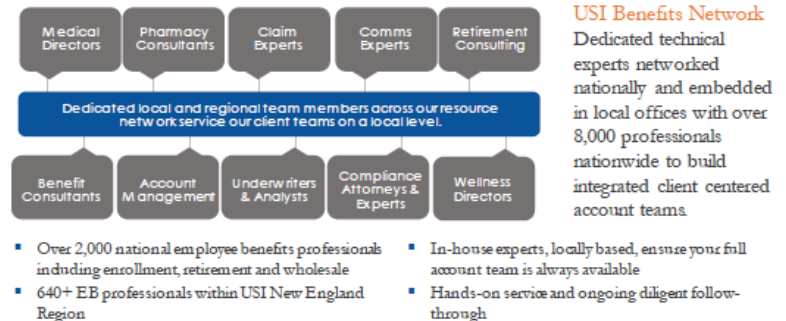 Medical
Directors
Pharmacy
Consultants
Claim
Experts
Comms
Experts
Retirement
Consulting
Dedicated local and regional team members across our resource
network service our client teams on a local level.
Benefit
Consultants
Account
Management
Underwriters
& Analysts
Compliance
Attorneys &
Experts
Wellness
Directors
USI Benefits Network
Dedicated technical
experts networked
nationally and embedded
in local offices with over
8,000 professionals
nationwide to build
integrated client centered
account teams.
▪ Over 2,000 national employee benefits professionals
including enrollment, retirement and wholesale
▪ 640+ EB professionals within USI New England
Region
▪ In-house experts, locally based, ensure your full
account team is always available
▪ Hands-on service and ongoing diligent follow-
through